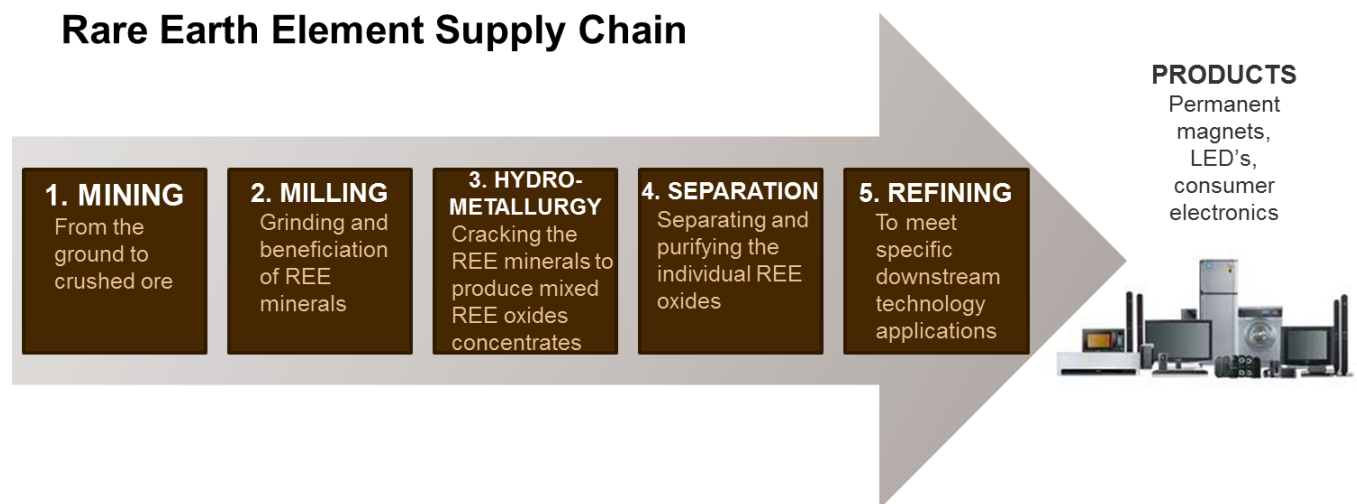 Rare Earth Element Supply Chain
1. MINING
From the
ground to
crushed ore
2. MILLING
Grinding and
beneficiation
of REE
minerals
3. HYDRO-
METALLURGY
Cracking the
REE minerals to
produce mixed
REE oxides
concentrates
4. SEPARATION
Separating and
purifying the
individual REE
oxides
5. REFINING
To meet
specific
downstream
technology
applications
PRODUCTS
Permanent
magnets,
LED's,
consumer
electronics